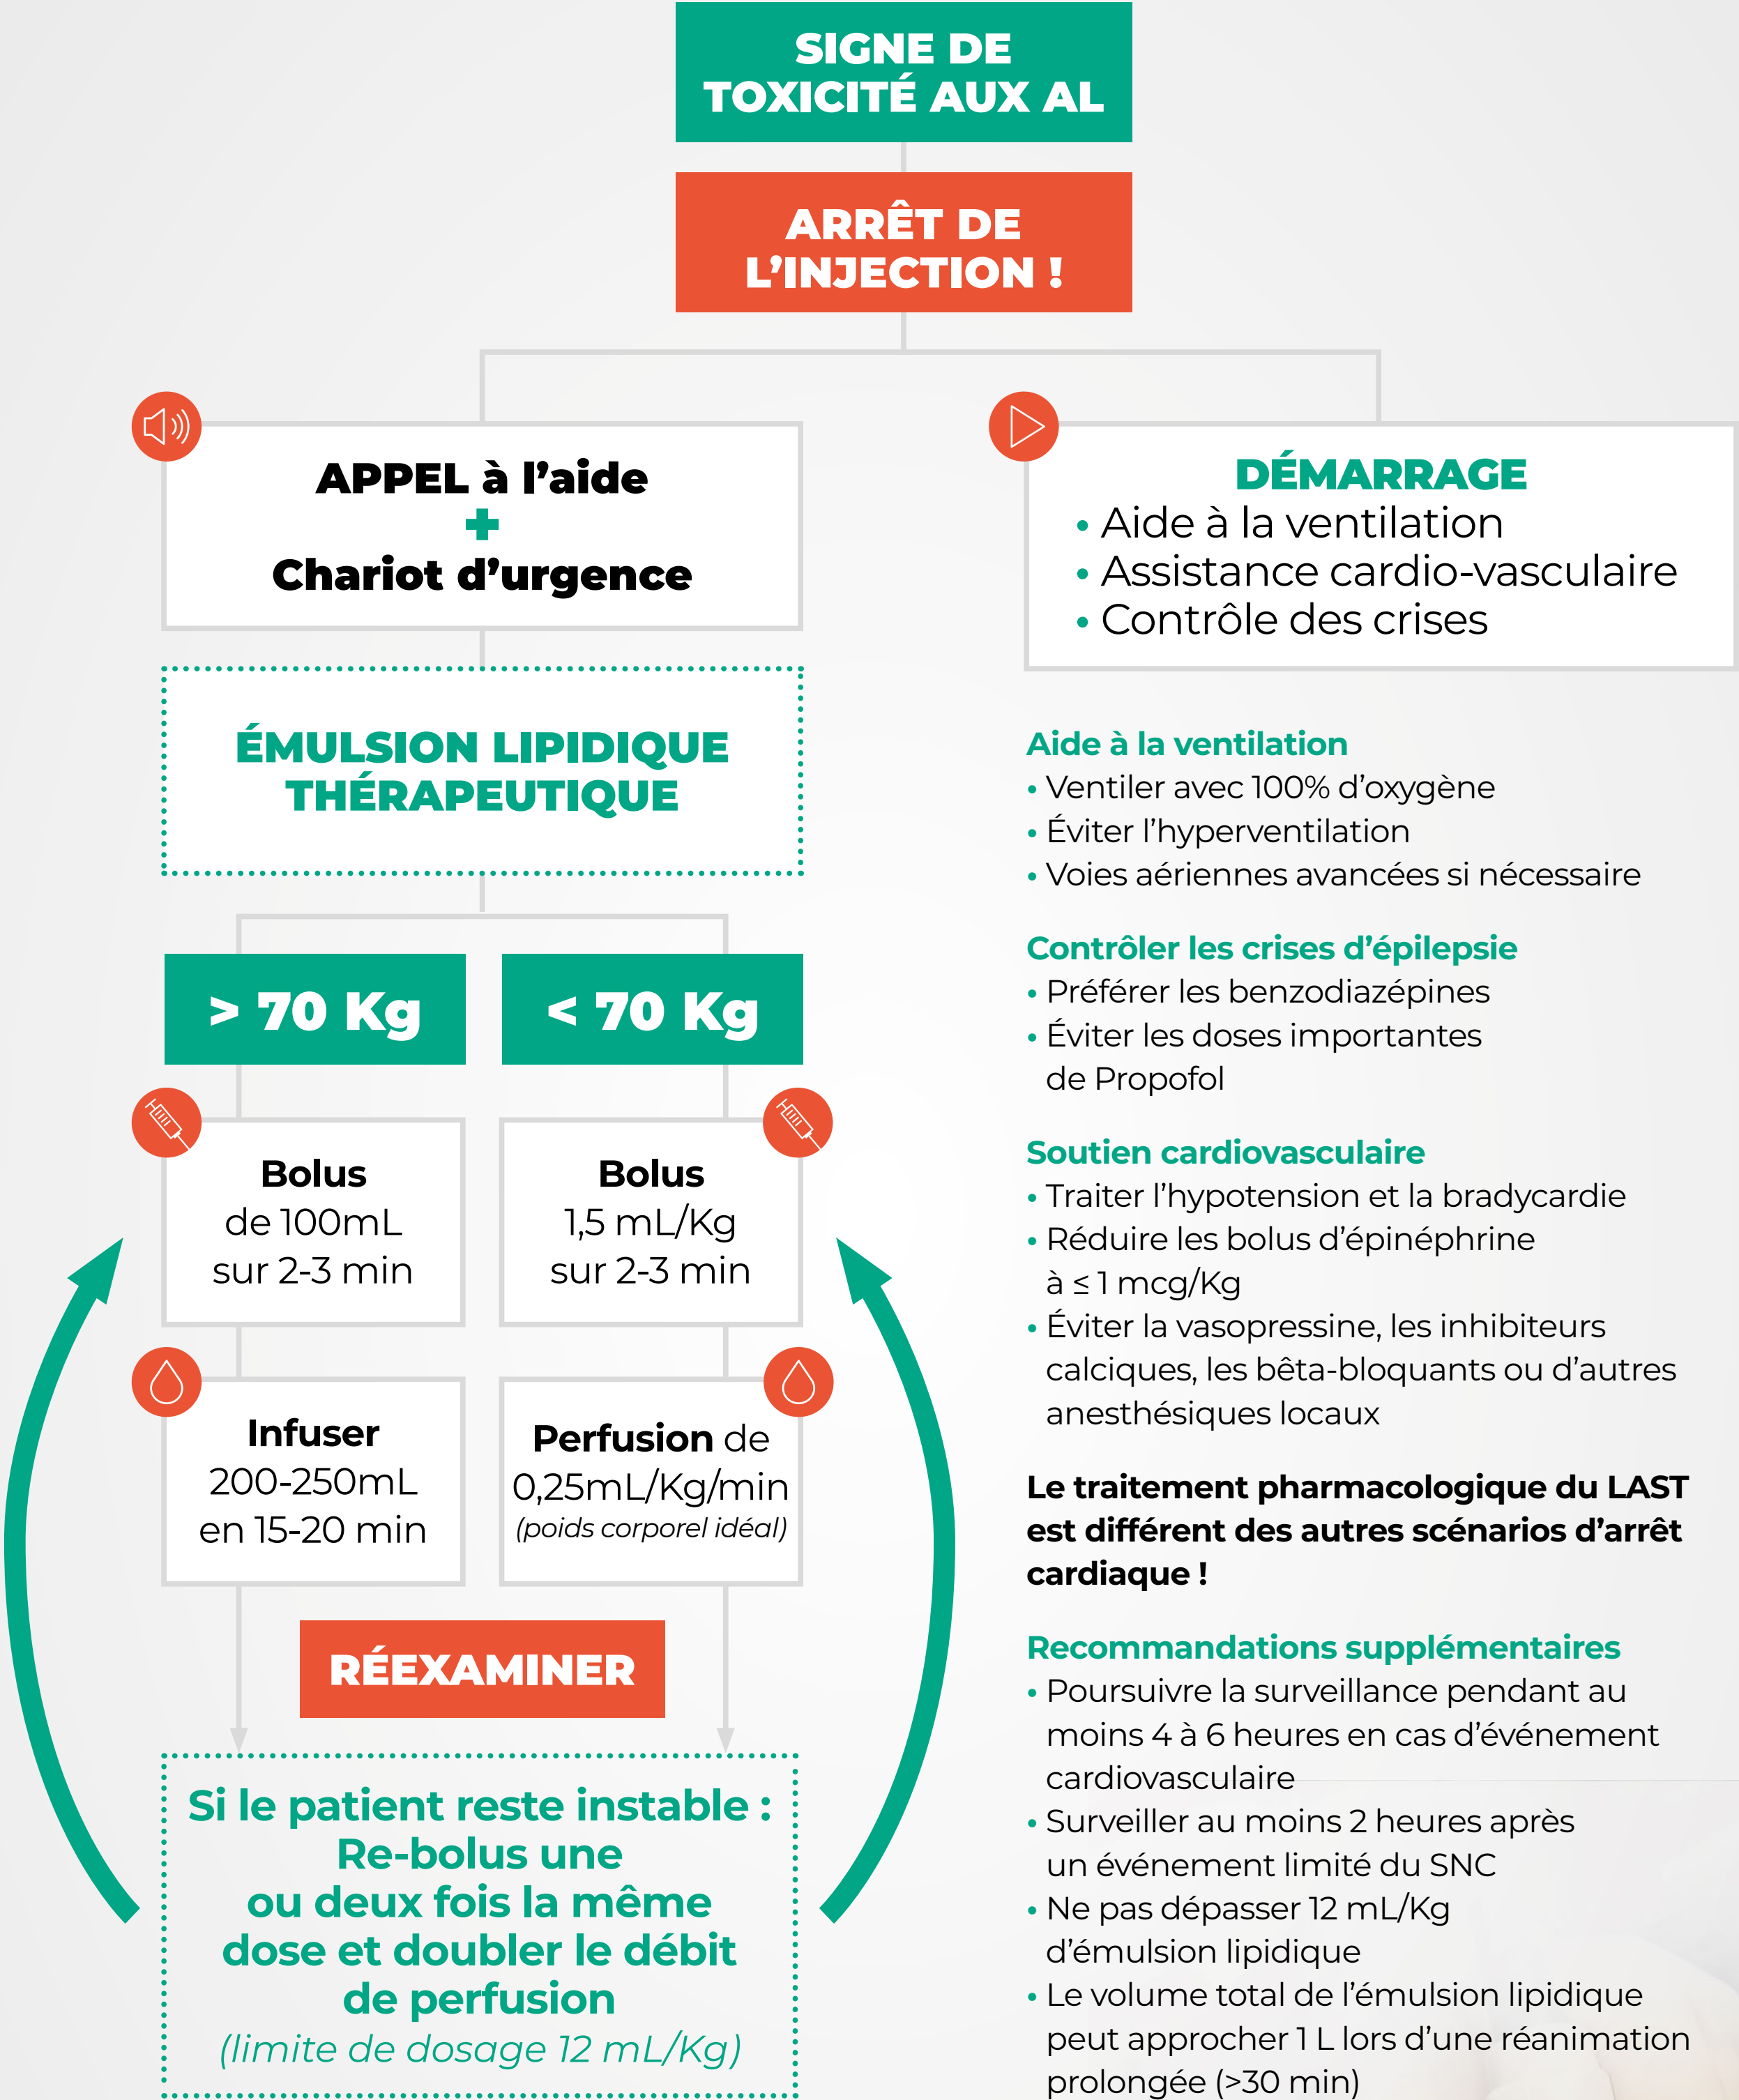 SIGNE DE
TOXICITÉ AUX AL
ARRÊT DE
L’INJECTION !
APPEL à l’aide
+
Chariot d’urgence
ÉMULSION LIPIDIQUE
THÉRAPEUTIQUE
> 70 Kg
Bolus
de 100mL
sur 2-3 min
Infuser
200-250mL
en 15-20 min
< 70 Kg
Bolus
1,5 mL/Kg
sur 2-3 min
Perfusion de
0,25mL/Kg/min
(poids corporel idéal)
RÉEXAMINER
Si le patient reste instable :
Re-bolus une
ou deux fois la même
dose et doubler le débit
de perfusion
(limite de dosage 12 mL/Kg)
DÉMARRAGE
• Aide à la ventilation
• Assistance cardio-vasculaire
• Contrôle des crises
Aide à la ventilation
• Ventiler avec 100% d’oxygène
• Éviter l’hyperventilation
• Voies aériennes avancées si nécessaire
Contrôler les crises d’épilepsie
• Préférer les benzodiazépines
• Éviter les doses importantes
de Propofol
Soutien cardiovasculaire
• Traiter l’hypotension et la bradycardie
• Réduire les bolus d’épinéphrine
à ≤ 1 mcg/Kg
• Éviter la vasopressine, les inhibiteurs
calciques, les bêta-bloquants ou d’autres
anesthésiques locaux
Le traitement pharmacologique du LAST
est différent des autres scénarios d’arrêt
cardiaque !
Recommandations supplémentaires
• Poursuivre la surveillance pendant au
moins 4 à 6 heures en cas d’événement
cardiovasculaire
• Surveiller au moins 2 heures après
un événement limité du SNC
• Ne pas dépasser 12 mL/Kg
d’émulsion lipidique
• Le volume total de l’émulsion lipidique
peut approcher 1 L lors d’une réanimation
prolongée (>30 min)